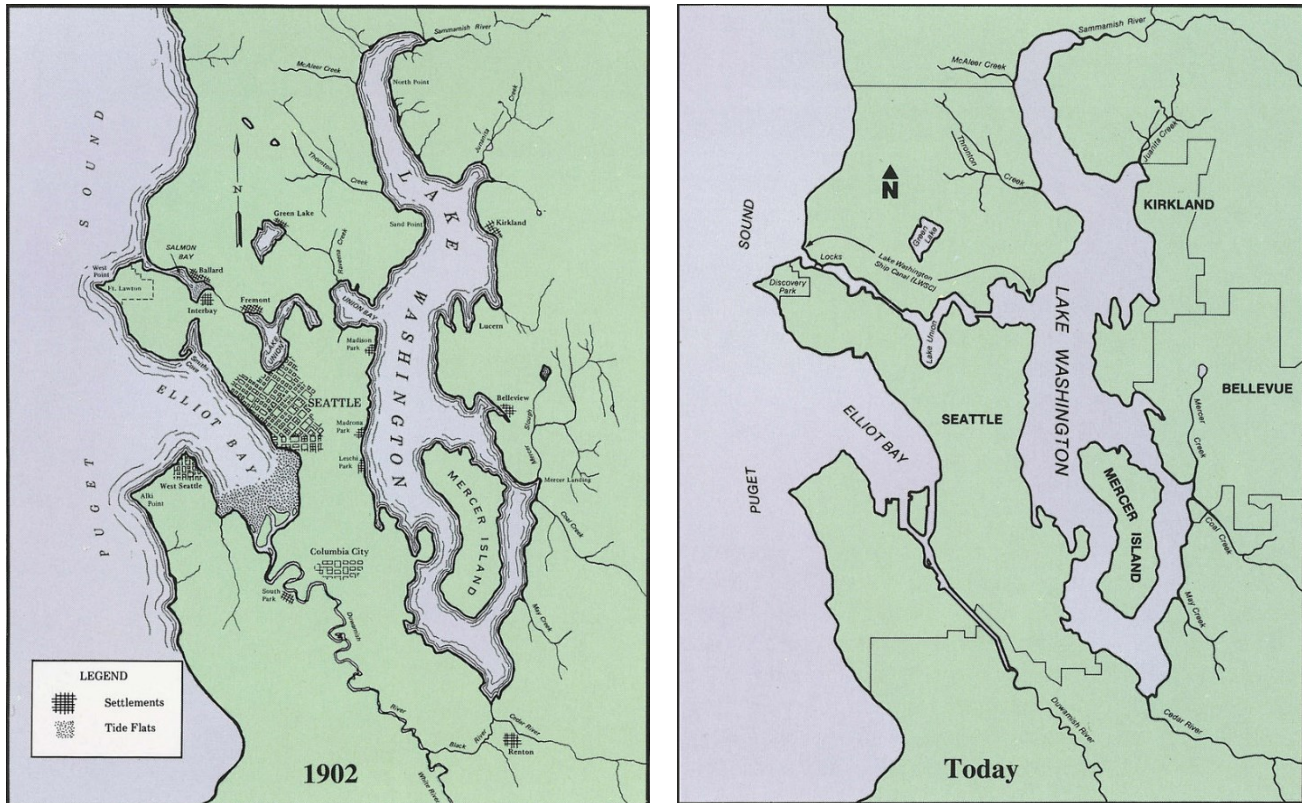 Sammamish
River
McAleer Creek
North Point
Juanita Creek
Thornton
Creek
N
PUGET SOUND
LAKE WASHINGTON
Green Lake
Ravenna Creek
Sand Point
Kirkland
SALMON
BAY
West
Point
Ballard
Ft. Lawton
Fremont
Interbay
UNION BAY
LAKE
UNION
Lucern
Madison
Park
Smiths
Cove
ELLIOT BAY
SEATTLE
Belleview
Madrona
Park
Leschi
Park
Mercer Slough
Mercer Landing
West Seattle
Alki
Point
MERCER ISLAND
Coal Creek
Columbia City
South
Park
May Creek
Duwamish
River
Black River
Cedar River
Renton
White River
LEGEND
Settlements
Tide Flats
1902
Sammamish River
McAleer Creek
Juanita Creek
Thronton
Creek
N
KIRKLAND
PUGET SOUND
Green
Lake
Locks
Lake Washington
Ship Canal (LWSC)
Discovery
Park
Lake Union
LAKE WASHINGTON
BELLEVUE
SEATTLE
ELLIOT BAY
Mercer
Creek
MERCER
ISLAND
Coal Creek
May Creek
Duwamish River
Cedar River
Today